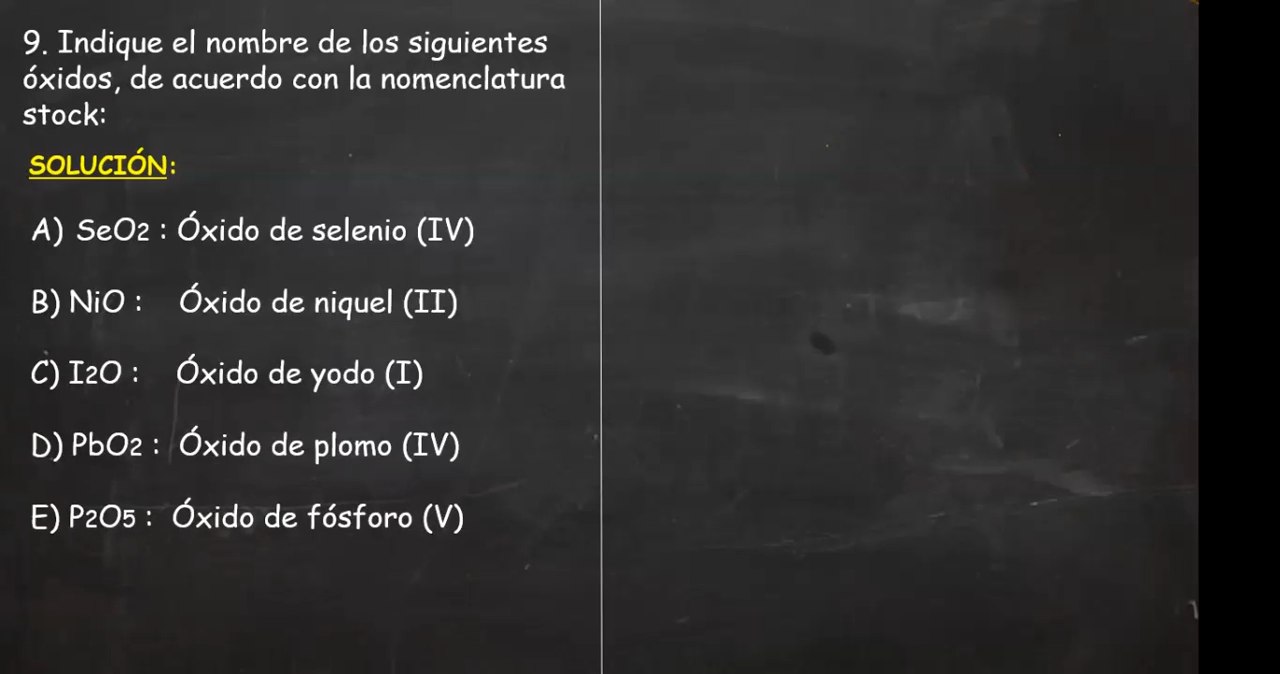 9. Indique el nombre de los siguientes
óxidos, de acuerdo con la nomenclatura
stock:
SOLUCIÓN:
A) SeO2 : Óxido de selenio (IV)
B) NiO : Óxido de niquel (II)
C) I2O : Óxido de yodo (I)
D) PbO2 : Óxido de plomo (IV)
E) P2O5 : Óxido de fósforo (V)